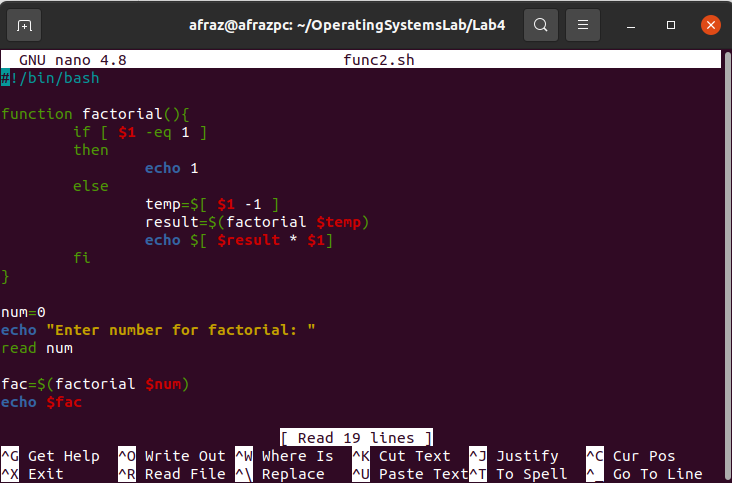 afraz@afrazpc: ~/OperatingSystemsLab/Lab4
GNU nano 4.8 func2.sh
#!/bin/bash
function factorial(){
if [ $1 -eq 1 ]
then
echo 1
else
temp=$[ $1 -1 ]
result=$(factorial $temp)
echo $[ $result * $1]
fi
}
num=0
echo "Enter number for factorial: "
read num
fac=$(factorial $num)
echo $fac
[ Read 19 lines ]
^G Get Help ^O Write Out ^W Where Is ^K Cut Text ^J Justify ^C Cur Pos
^X Exit ^R Read File ^\ Replace ^U Paste Text ^T To Spell ^_ Go To Line